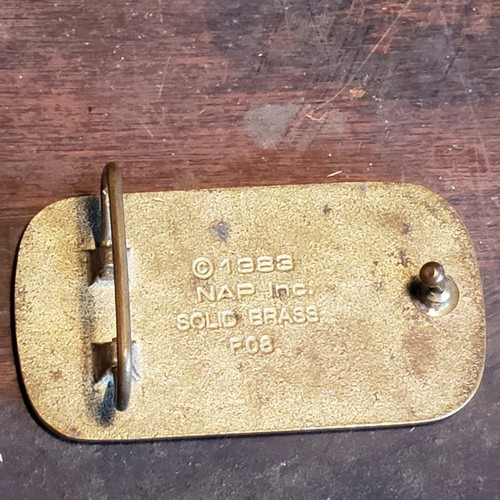 © 1983
NAP Inc.
SOLID BRASS
F08